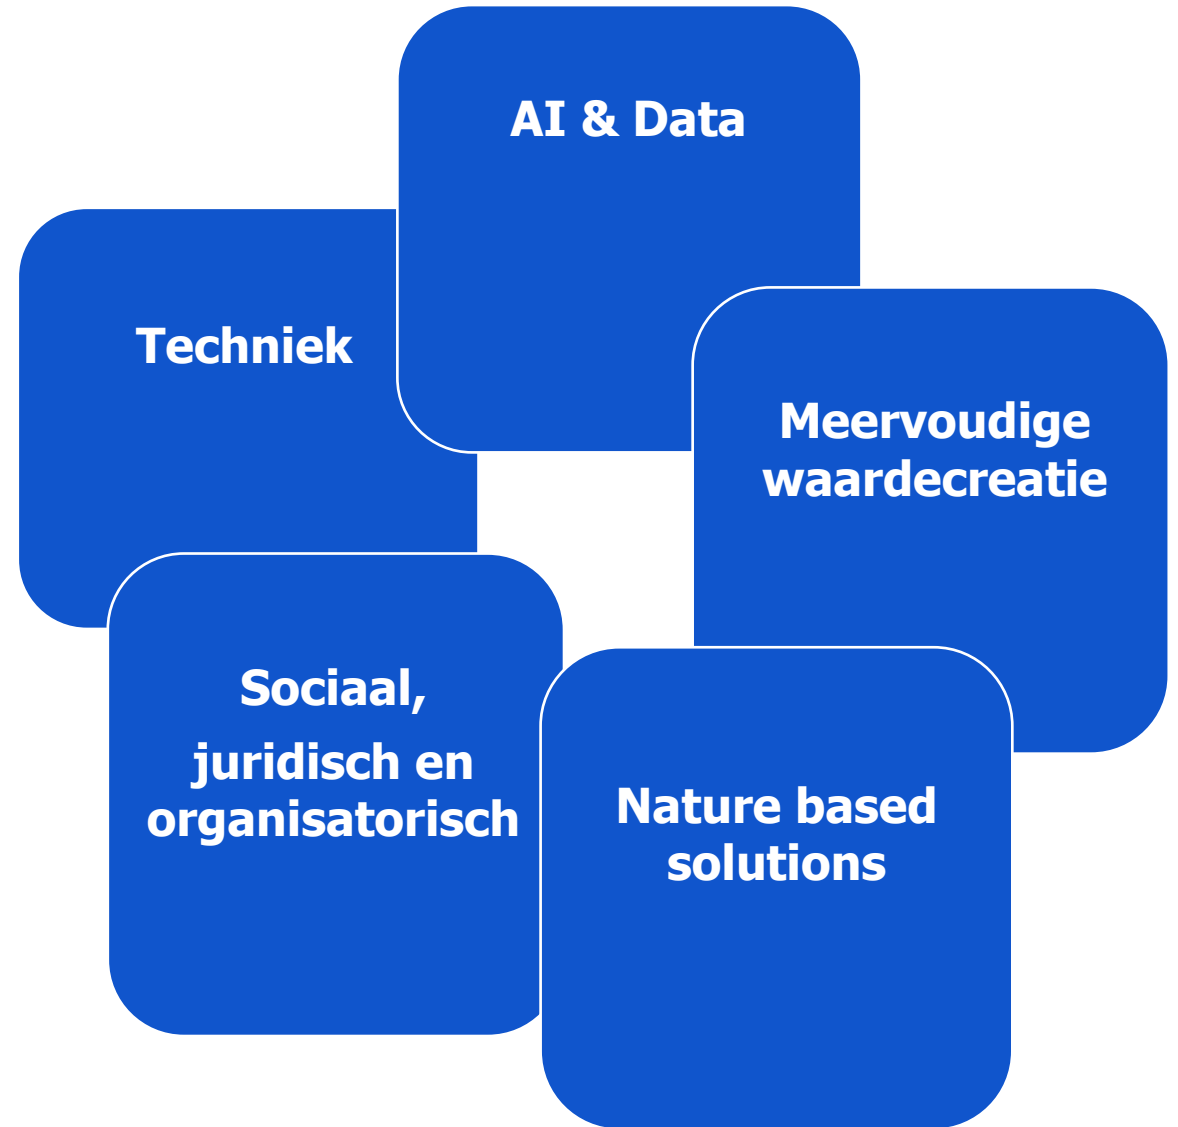 AI & Data
Techniek
Meervoudige
waardecreatie
Sociaal,
juridisch en
organisatorisch
Nature based
solutions